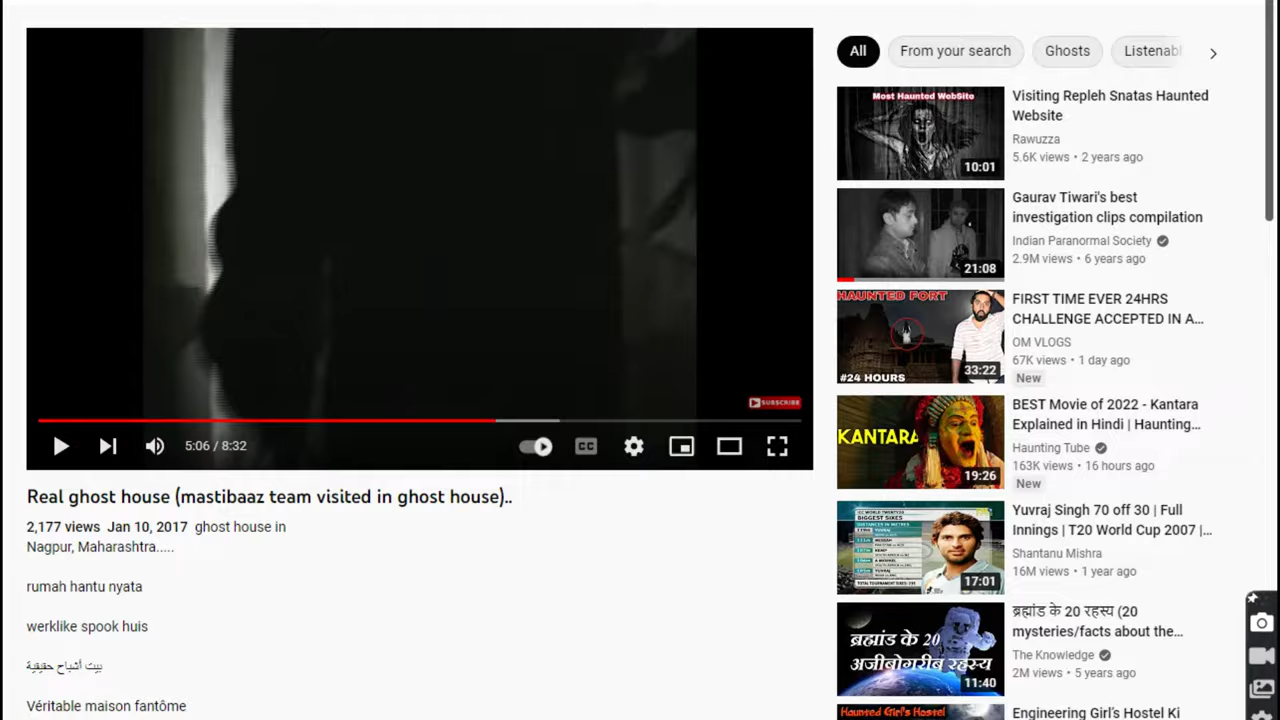 SUBSCRIBE
5:06 / 8:32
CC
Real ghost house (mastibaaz team visited in ghost house)..
2,177 views Jan 10, 2017 ghost house in
Nagpur, Maharashtra.....
rumah hantu nyata
werklike spook huis
بيت أشباح حقيقية
Véritable maison fantôme
All
From your search
Ghosts
Listenabl
Most Haunted WebSite
10:01
Visiting Repleh Snatas Haunted
Website
Rawuzza
5.6K views • 2 years ago
21:08
Gaurav Tiwari's best
investigation clips compilation
Indian Paranormal Society
2.9M views • 6 years ago
HAUNTED FORT
#24 HOURS
33:22
FIRST TIME EVER 24HRS
CHALLENGE ACCEPTED IN A...
OM VLOGS
67K views • 1 day ago
New
KANTARA
19:26
BEST Movie of 2022 - Kantara
Explained in Hindi | Haunting...
Haunting Tube
163K views • 16 hours ago
New
BIGGEST SIXES
17:01
Yuvraj Singh 70 off 30 | Full
Innings | T20 World Cup 2007 |...
Shantanu Mishra
16M views • 1 year ago
ब्रह्मांड के 20
अजीबोगरीब रहस्य
11:40
ब्रह्मांड के 20 रहस्य (20
mysteries/facts about the...
The Knowledge
2M views • 5 years ago
Haunted Girl's Hostel
Engineering Girl's Hostel Ki